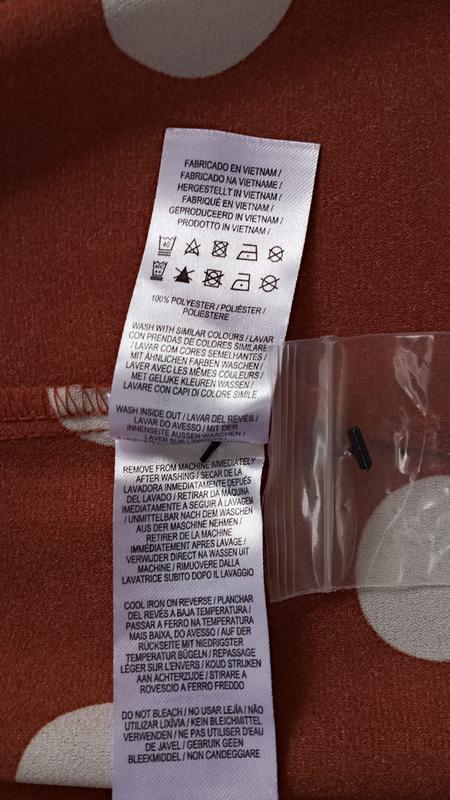 FABRICADO EN VIETNAM /
FABRICADO NA VIETNAME /
HERGESTELLT IN VIETNAM /
FABRIQUÉ EN VIETNAM /
GEPRODUCEERD IN VIETNAM /
PRODOTTO IN VIETNAM /
40
40
100% POLYESTER / POLIÉSTER /
POLIESTERE
WASH WITH SIMILAR COLOURS / LAVAR
CON PRENDAS DE COLORES SIMILARES
/ LAVAR COM CORES SEMELHANTES /
MIT ÄHNLICHEN FARBEN WASCHEN /
LAVER AVEC LES MÊMES COULEURS /
MET GELIJKE KLEUREN WASSEN /
LAVARE CON CAPI DI COLORE SIMILE
WASH INSIDE OUT / LAVAR DEL REVÉS /
LAVAR DO AVESSO / MIT DER
INNENSEITE AUSSEN WASCHEN /
LAVER SUR L'ENVERS /
REMOVE FROM MACHINE IMMEDIATELY
AFTER WASHING / SECAR DE LA
LAVADORA INMEDIATAMENTE DEPUÉS
DEL LAVADO / RETIRAR DA MÁQUINA
IMEDIATAMENTE A SEGUIR À LAVAGEM
/ UNMITTELBAR NACH DEM WASCHEN
AUS DER MASCHINE NEHMEN /
RETIRER DE LA MACHINE
IMMÉDIATEMENT APRES LAVAGE /
VERWIJDER DIRECT NA WASSEN UIT
MACHINE / RIMUOVERE DALLA
LAVATRICE SUBITO DOPO IL LAVAGGIO
COOL IRON ON REVERSE / PLANCHAR
DEL REVÉS A BAJA TEMPERATURA /
PASSAR A FERRO NA TEMPERATURA
MAIS BAIXA, DO AVESSO / AUF DER
RÜCKSEITE MIT NIEDRIGSTER
TEMPERATUR BÜGELN / REPASSAGE
LÉGER SUR L'ENVERS / KOUD STRIJKEN
AAN ACHTERZIJDE / STIRARE A
ROVESCIO A FERRO FREDDO
DO NOT BLEACH / NO USAR LEJÍA / NÃO
UTILIZAR LIXÍVIA / KEIN BLEICHMITTEL
VERWENDEN / NE PAS UTILISER D'EAU
DE JAVEL / GEBRUIK GEEN
BLEEKMIDDEL / NON CANDEGGIARE